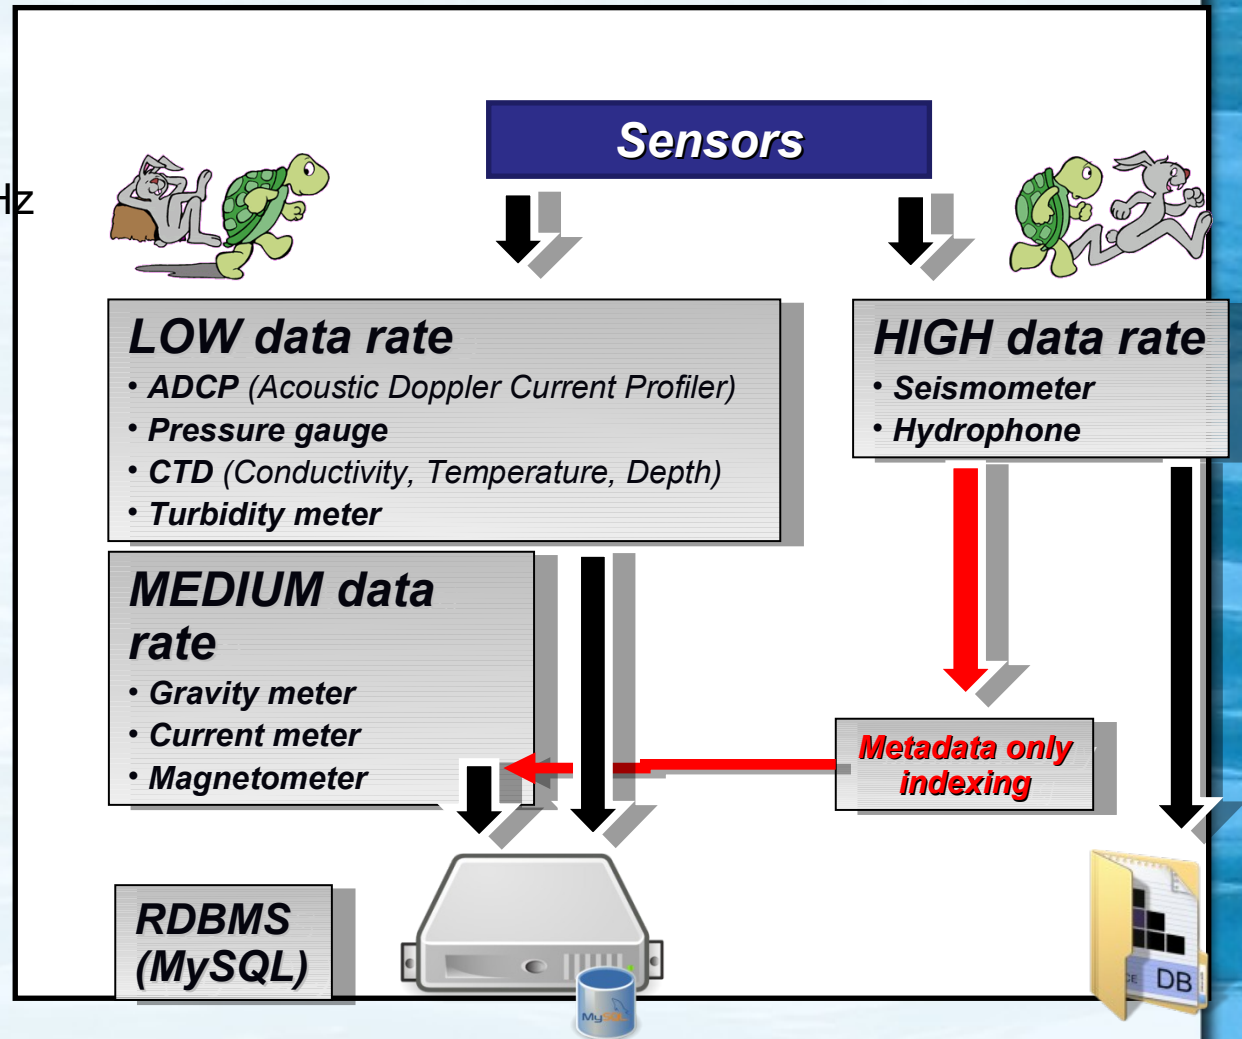 Sensors
Hz
LOW data rate
• ADCP (Acoustic Doppler Current Profiler)
• Pressure gauge
• CTD (Conductivity, Temperature, Depth)
• Turbidity meter
HIGH data rate
• Seismometer
• Hydrophone
MEDIUM data
rate
• Gravity meter
• Current meter
• Magnetometer
Metadata only
indexing
RDBMS
(MySQL)
MySQL
DB